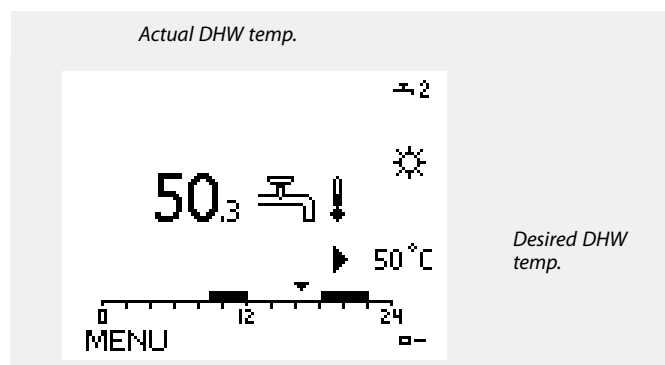 Actual DHW temp.
2
50.3
50°C
Desired DHW
temp.
0 12 24
MENU